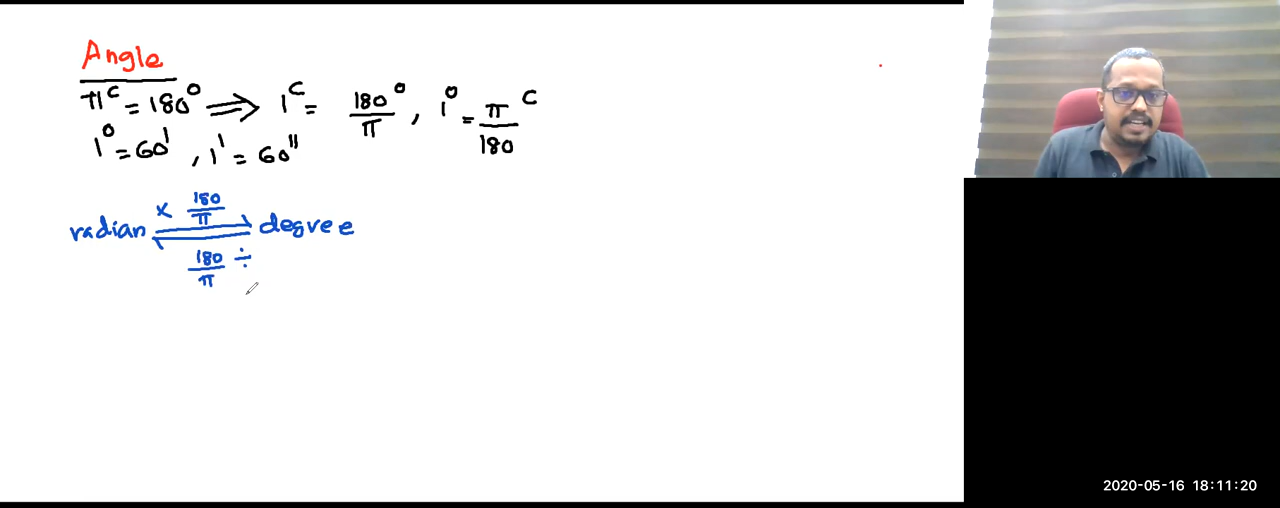 Angle
π^c = 180° ⟹ 1^c = 180°/π , 1° = π/180 ^c
1° = 60' , 1' = 60"
radian × 180/π degree
180/π ÷
2020-05-16 18:11:20